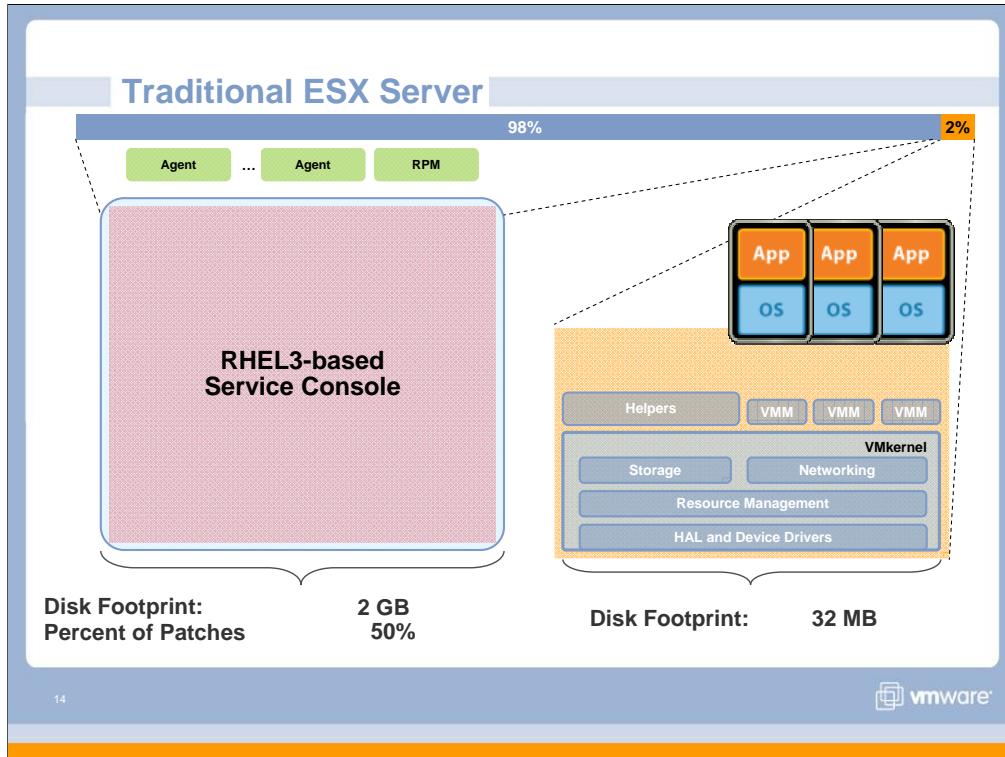 Traditional ESX Server
98%
2%
Agent
...
Agent
RPM
RHEL3-based
Service Console
App
App
App
OS
OS
OS
Helpers
VMM
VMM
VMM
VMkernel
Storage
Networking
Resource Management
HAL and Device Drivers
Disk Footprint: 2 GB
Percent of Patches 50%
Disk Footprint: 32 MB
14
vmware